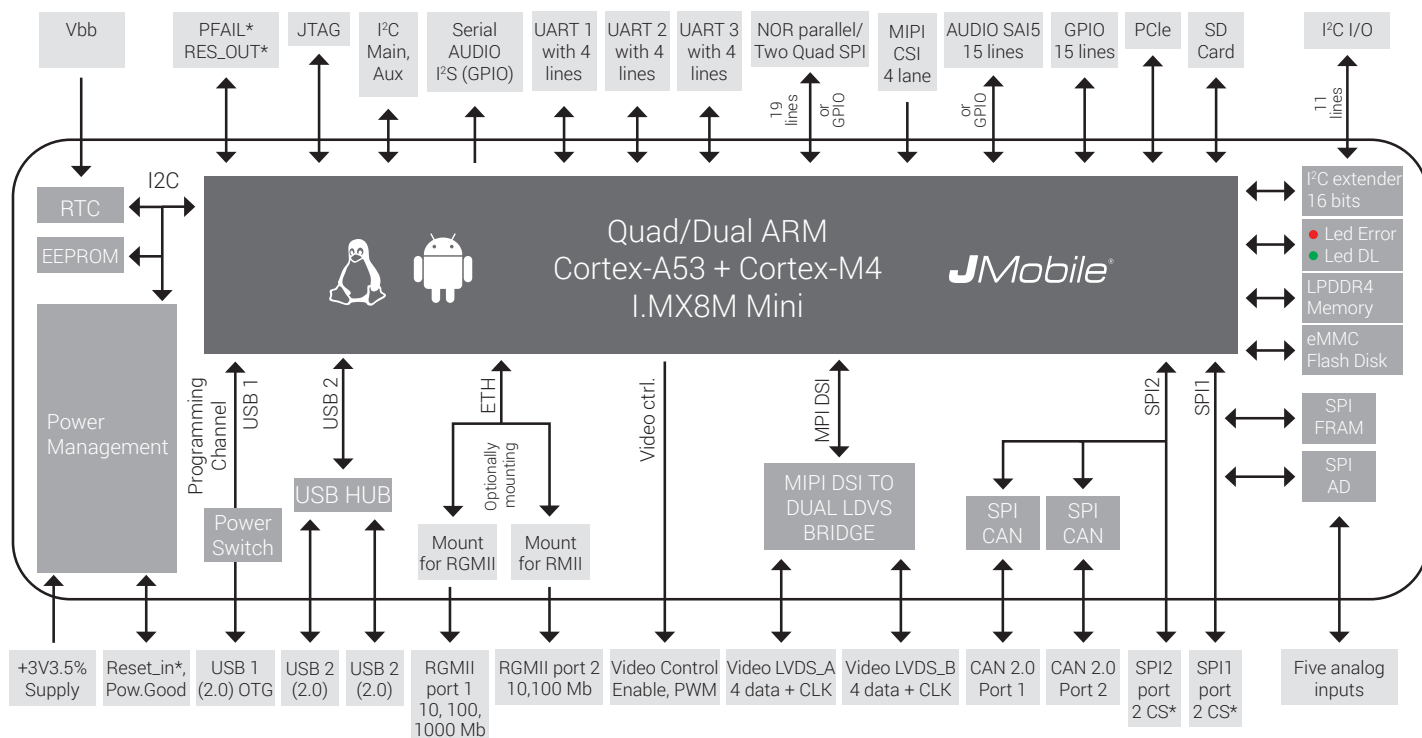 Vbb
PFAIL*
RES_OUT*
JTAG
I²C
Main,
Aux
Serial
AUDIO
I²S (GPIO)
UART 1
with 4
lines
UART 2
with 4
lines
UART 3
with 4
lines
NOR parallel/
Two Quad SPI
MIPI
CSI
4 lane
AUDIO SAI5
15 lines
GPIO
15 lines
PCIe
SD
Card
I²C I/O
19
lines
or
GPIO
or
GPIO
11
lines
I2C
RTC
EEPROM
Power
Management
Quad/Dual ARM
Cortex-A53 + Cortex-M4
I.MX8M Mini
JMobile®
I²C extender
16 bits
Led Error
Led DL
LPDDR4
Memory
eMMC
Flash Disk
SPI
FRAM
SPI
AD
Programming
Channel
USB 1
USB 2
ETH
Optionally
mounting
Video ctrl.
MPI DSI
SPI2
SPI1
Power
Switch
USB HUB
Mount
for RGMII
Mount
for RMII
MIPI DSI TO
DUAL LDVS
BRIDGE
SPI
CAN
SPI
CAN
+3V3.5%
Supply
Reset_in*,
Pow.Good
USB 1
(2.0) OTG
USB 2
(2.0)
USB 2
(2.0)
RGMII
port 1
10, 100,
1000 Mb
RGMII port 2
10,100 Mb
Video Control
Enable, PWM
Video LVDS_A
4 data + CLK
Video LVDS_B
4 data + CLK
CAN 2.0
Port 1
CAN 2.0
Port 2
SPI2
port
2 CS*
SPI1
port
2 CS*
Five analog
inputs